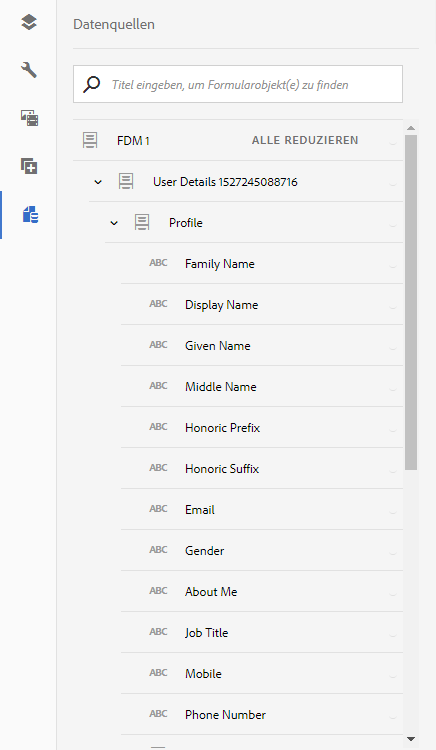 Datenquellen
Titel eingeben, um Formularobjekt(e) zu finden
FDM 1 ALLE REDUZIEREN
User Details 1527245088716
Profile
ABC Family Name
ABC Display Name
ABC Given Name
ABC Middle Name
ABC Honoric Prefix
ABC Honoric Suffix
ABC Email
ABC Gender
ABC About Me
ABC Job Title
ABC Mobile
ABC Phone Number